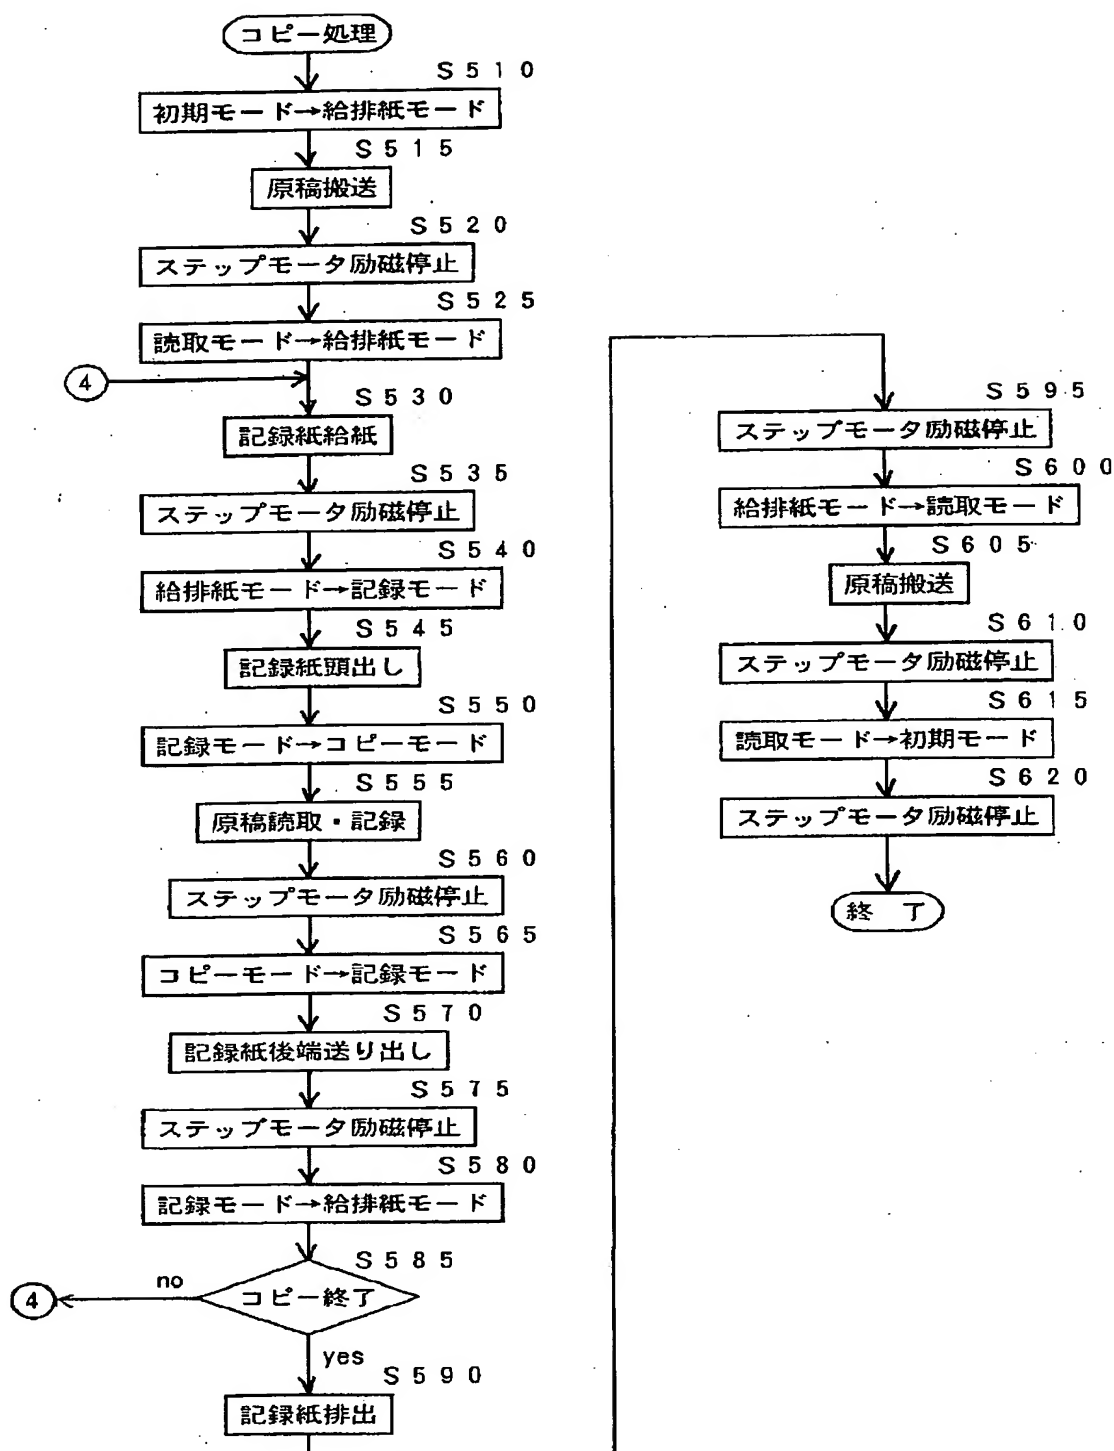 コピー処理
S510
初期モード→給排紙モード
S515
原稿搬送
S520
ステップモータ励磁停止
S525
読取モード→給排紙モード
4
S530
記録紙給紙
S535
ステップモータ励磁停止
S540
給排紙モード→記録モード
S545
記録紙頭出し
S550
記録モード→コピーモード
S555
原稿読取・記録
S560
ステップモータ励磁停止
S565
コピーモード→記録モード
S570
記録紙後端送り出し
S575
ステップモータ励磁停止
S580
記録モード→給排紙モード
S585
コピー終了
no
4
yes
S590
記録紙排出
S595
ステップモータ励磁停止
S600
給排紙モード→読取モード
S605
原稿搬送
S610
ステップモータ励磁停止
S615
読取モード→初期モード
S620
ステップモータ励磁停止
終 了